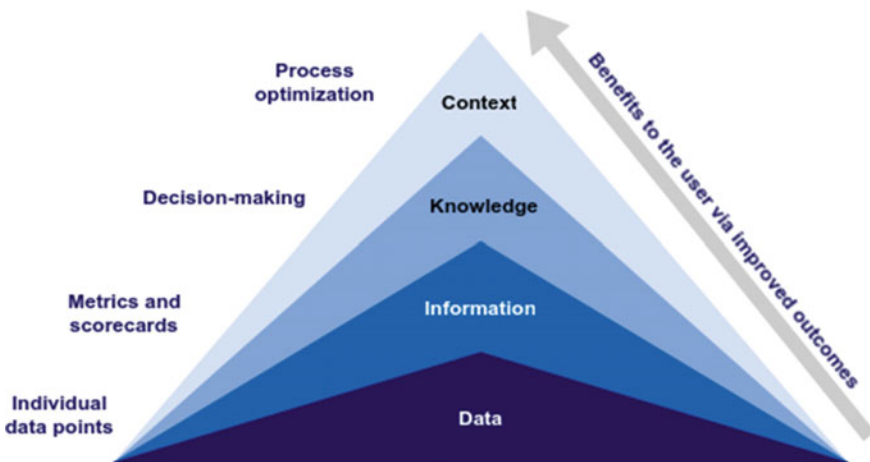 Process
optimization
Context
Decision-making
Knowledge
Metrics and
scorecards
Information
Individual
data points
Data
Benefits to the user via improved outcomes